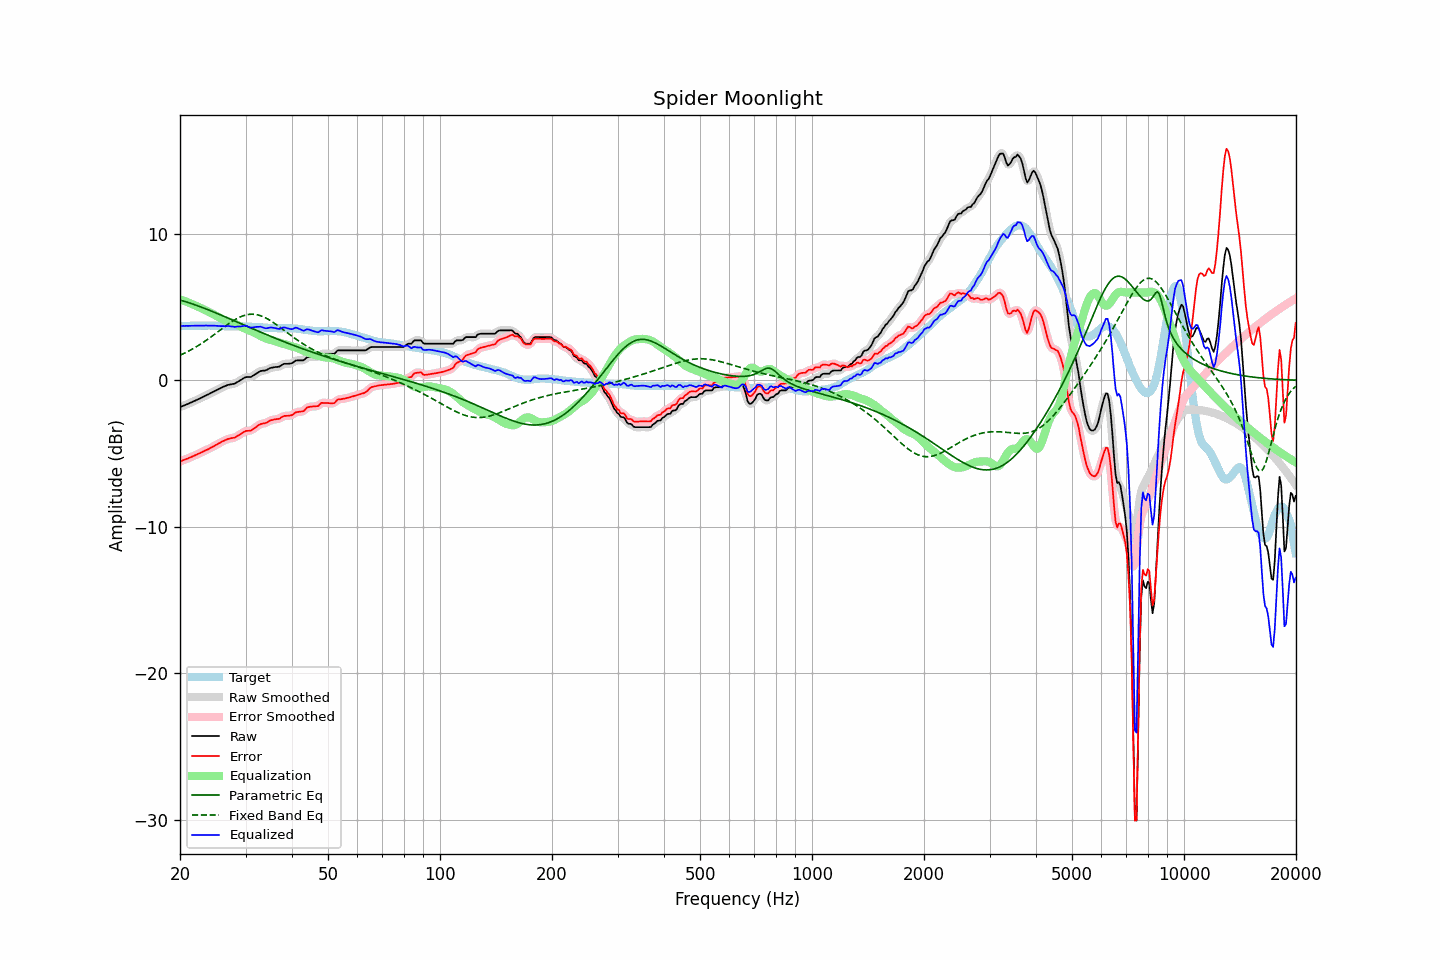 Spider Moonlight
Amplitude (dBr)
10
0
−10
−20
−30
Target
Raw Smoothed
Error Smoothed
Raw
Error
Equalization
Parametric Eq
Fixed Band Eq
Equalized
20 50 100 200 500 1000 2000 5000 10000 20000
Frequency (Hz)